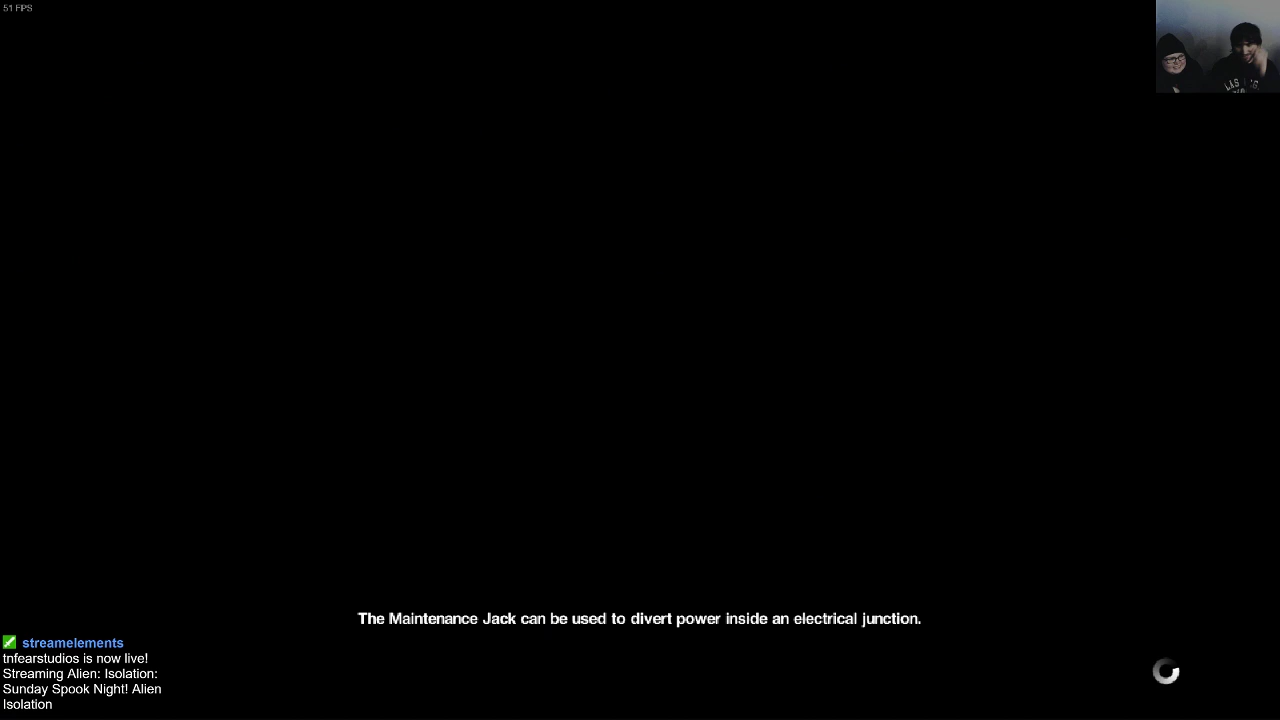 51 FPS
The Maintenance Jack can be used to divert power inside an electrical junction.
streamelements
tnfearstudios is now live!
Streaming Alien: Isolation:
Sunday Spook Night! Alien
Isolation